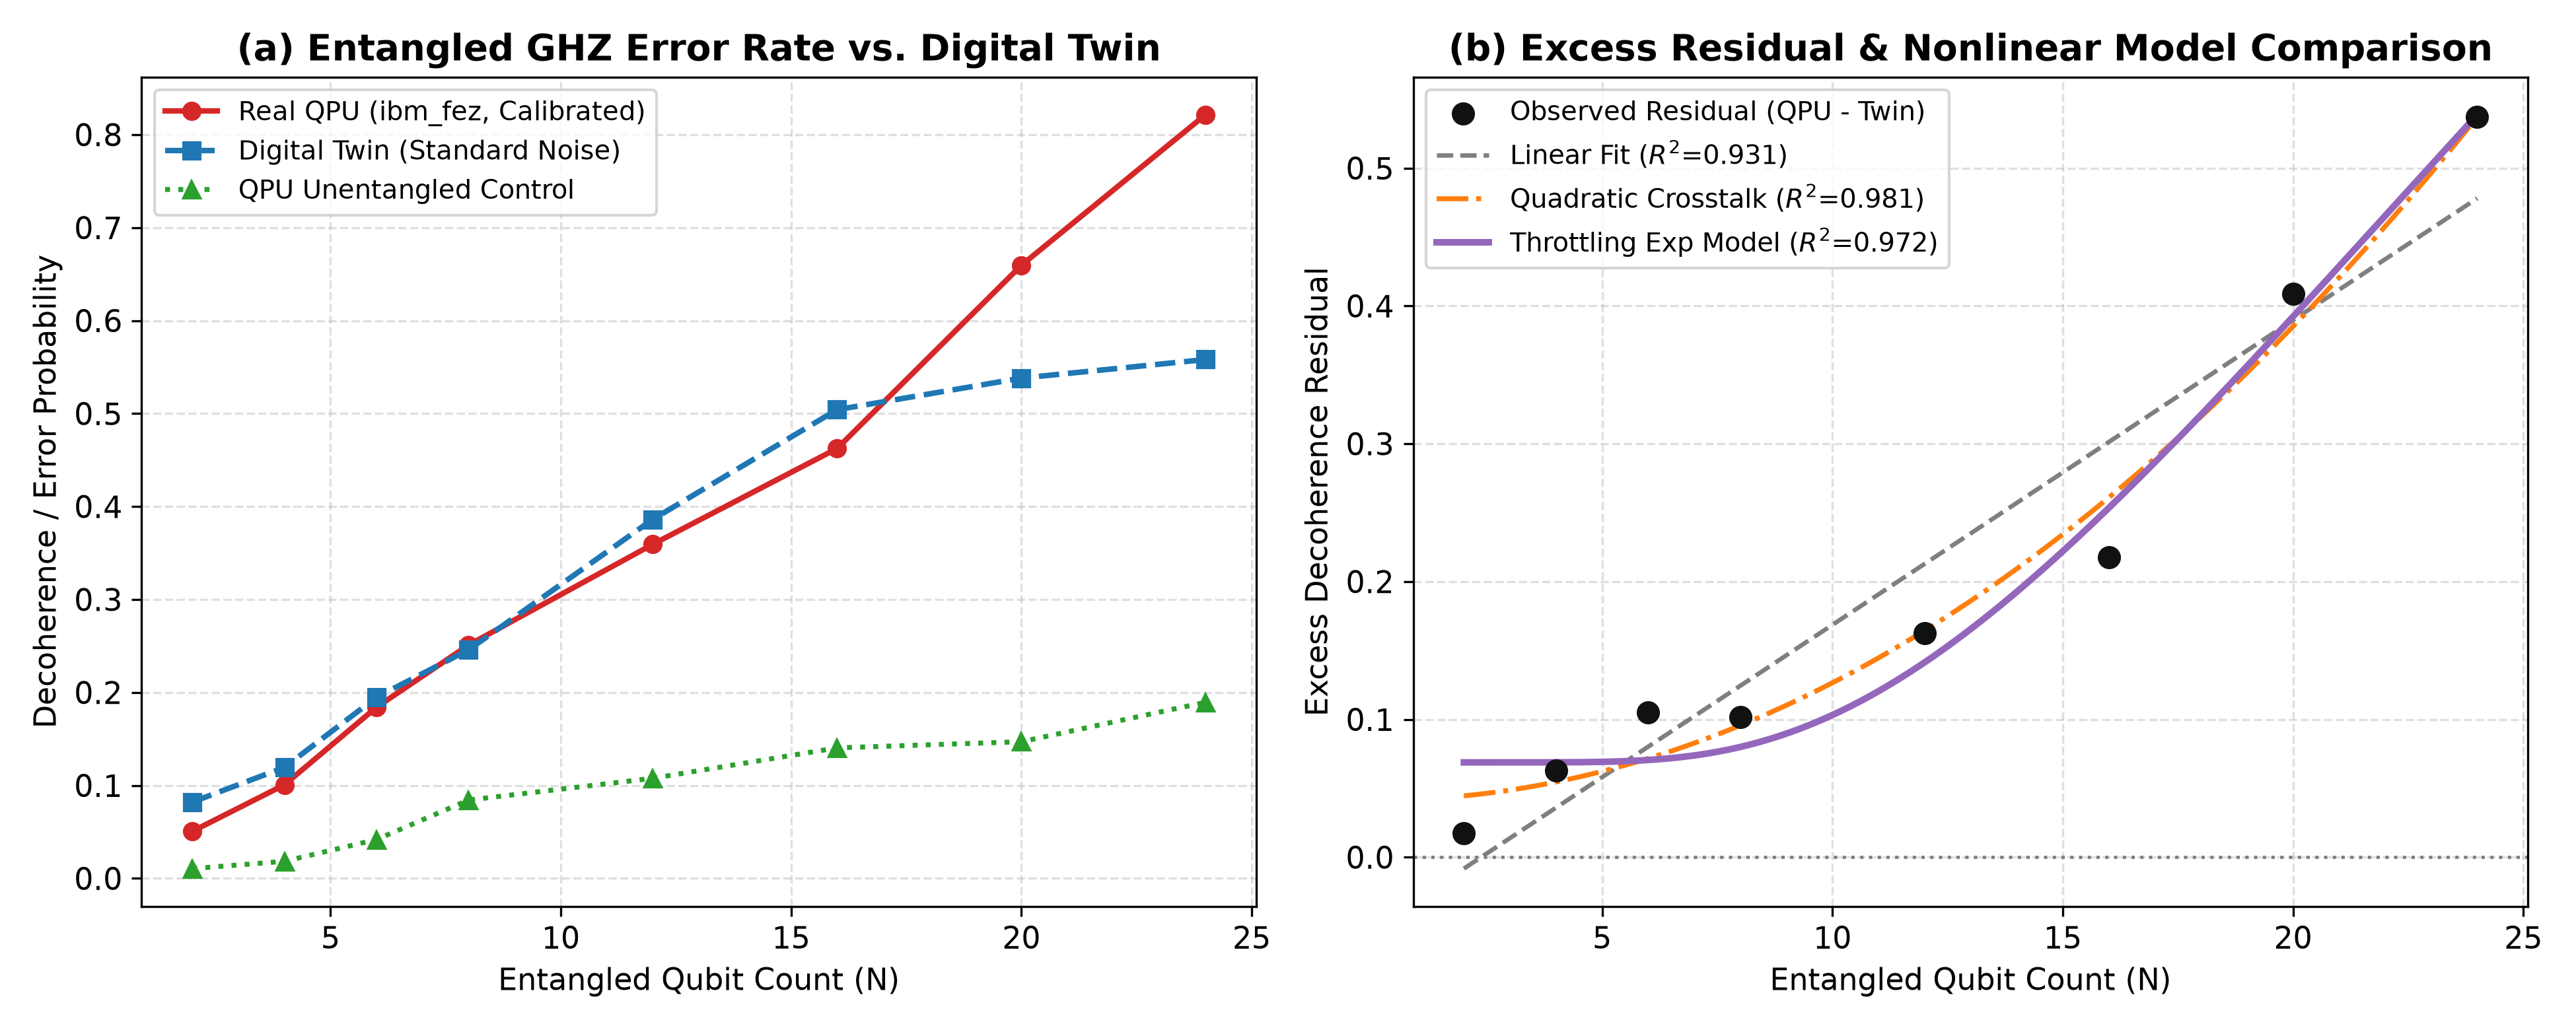 (a) Entangled GHZ Error Rate vs. Digital Twin
Real QPU (ibm_fez, Calibrated)
Digital Twin (Standard Noise)
QPU Unentangled Control
Decoherence / Error Probability
0.8
0.7
0.6
0.5
0.4
0.3
0.2
0.1
0.0
5
10
15
20
25
Entangled Qubit Count (N)
(b) Excess Residual & Nonlinear Model Comparison
Observed Residual (QPU - Twin)
Linear Fit (R²=0.931)
Quadratic Crosstalk (R²=0.981)
Throttling Exp Model (R²=0.972)
Excess Decoherence Residual
0.5
0.4
0.3
0.2
0.1
0.0
5
10
15
20
25
Entangled Qubit Count (N)